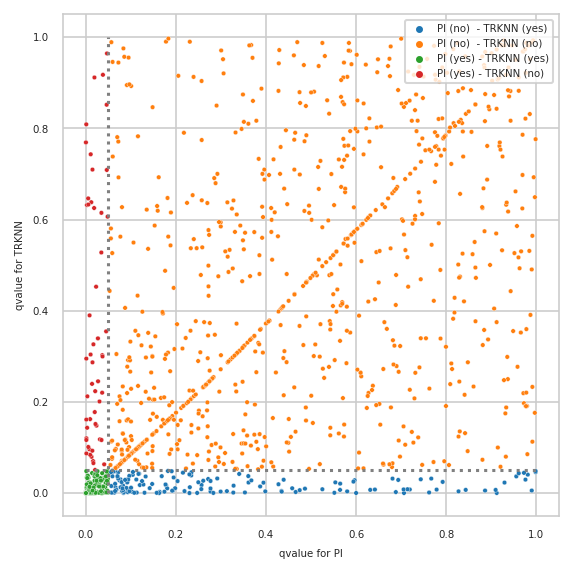 PI (no)  - TRKNN (yes)
PI (no)  - TRKNN (no)
PI (yes) - TRKNN (yes)
PI (yes) - TRKNN (no)
1.0
0.8
0.6
0.4
0.2
0.0
qvalue for TRKNN
0.0 0.2 0.4 0.6 0.8 1.0
qvalue for PI